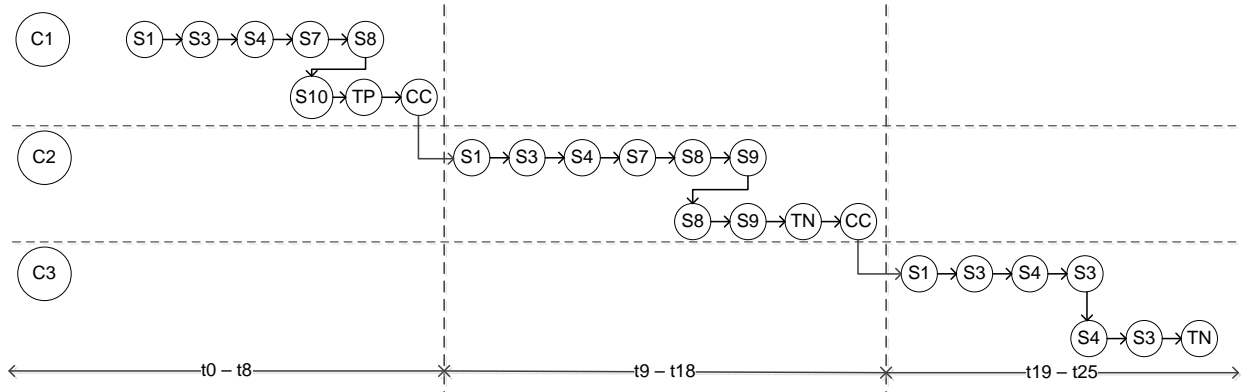 C1 S1 S3 S4 S7 S8
S10 TP CC
C2 S1 S3 S4 S7 S8 S9
S8 S9 TN CC
C3 S1 S3 S4 S3
S4 S3 TN
t0 – t8 t9 – t18 t19 – t25